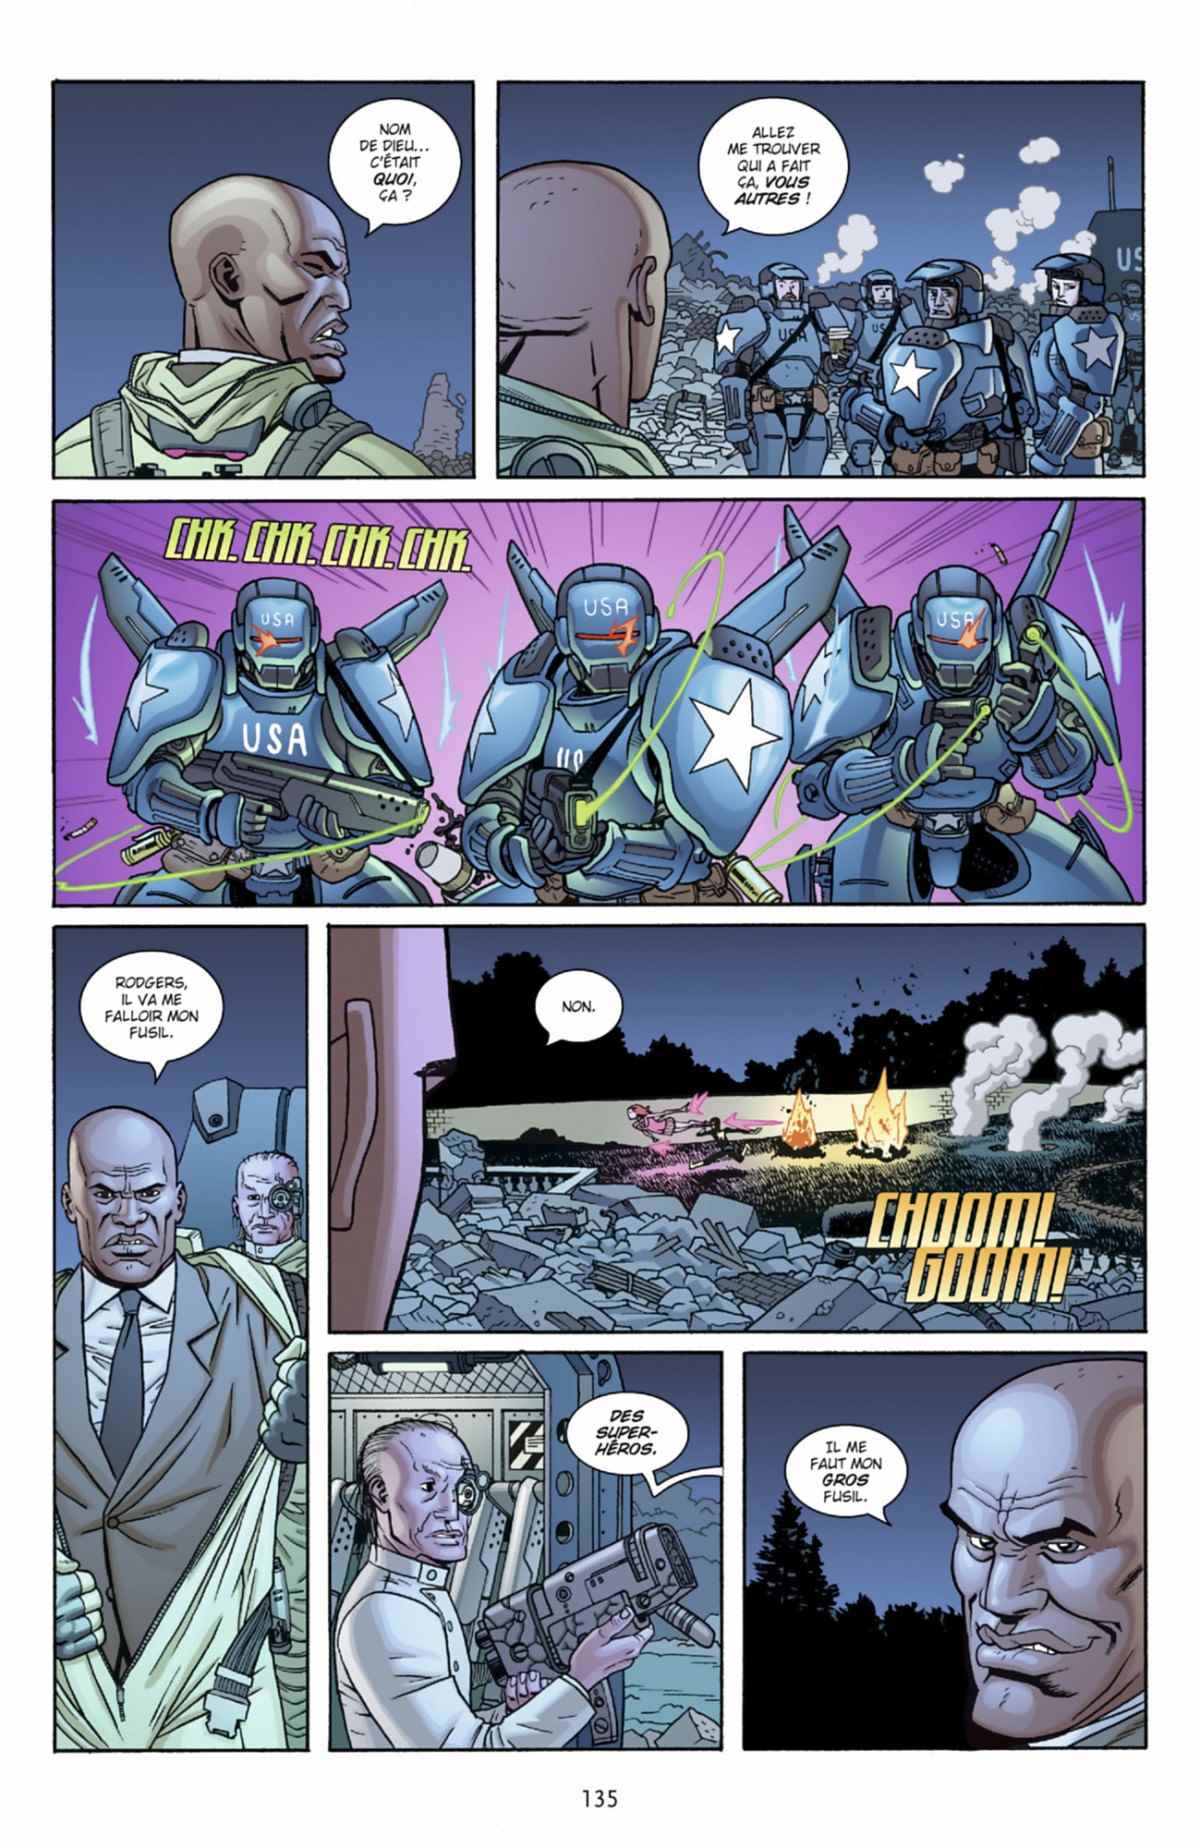 NOM
DE DIEU...
C'ÉTAIT
QUOI,
ÇA ?
ALLEZ
ME TROUVER
QUI A FAIT
ÇA, VOUS
AUTRES !
USA
US
US
CHK. CHK. CHK. CHK.
USA
USA
USA
USA
US
RODGERS,
IL VA ME
FALLOIR MON
FUSIL.
NON.
CHOOM!
GOOM!
DES
SUPER-
HÉROS.
IL ME
FAUT MON
GROS
FUSIL.
135